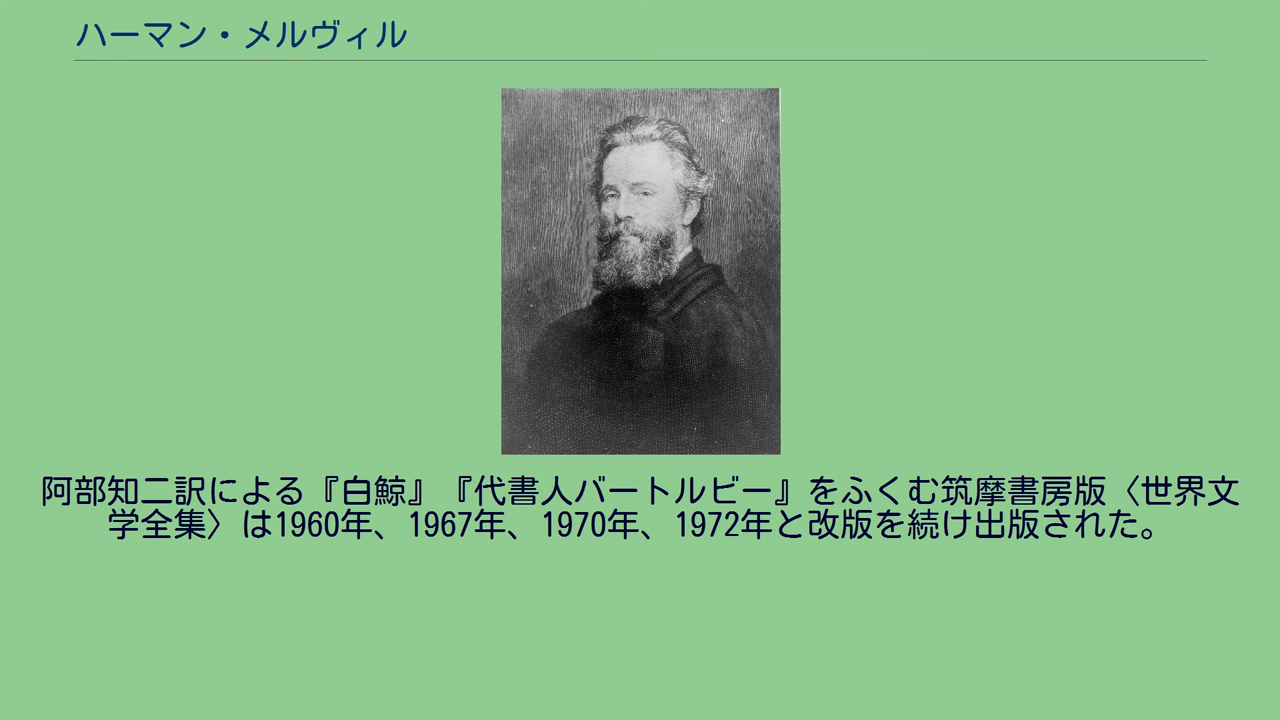 ハーマン・メルヴィル
阿部知二訳による『白鯨』『代書人バートルビー』をふくむ筑摩書房版〈世界文
学全集〉は1960年、1967年、1970年、1972年と改版を続け出版された。